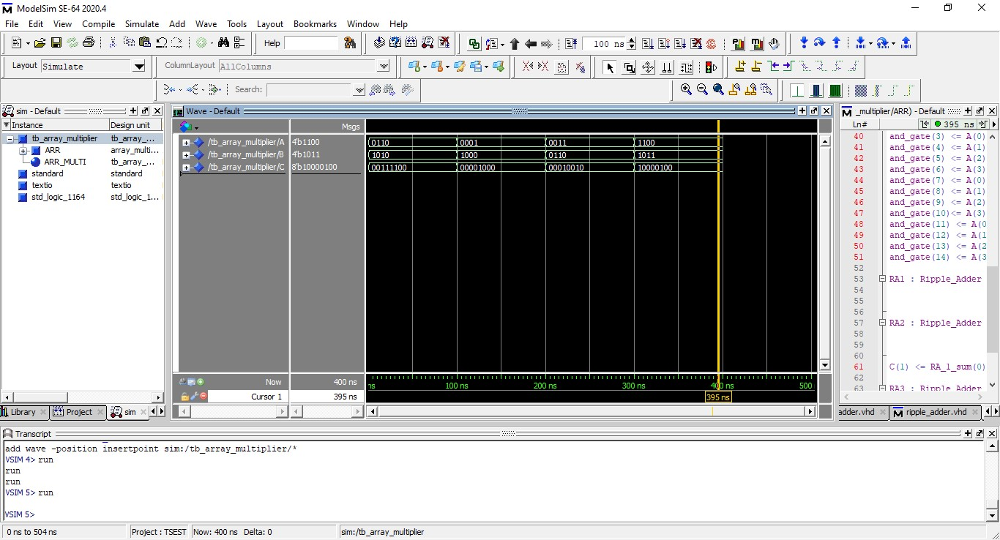 ModelSim SE-64 2020.4
File Edit View Compile Simulate Add Wave Tools Layout Bookmarks Window Help
Help 100 ns
Layout Simulate ColumnLayout AllColumns
Search:
sim - Default
Instance Design unit
tb_array_multiplier tb_array_...
ARR array_multi...
ARR_MULTI tb_array_...
standard standard
textio textio
std_logic_1164 std_logic_1...
Library Project sim
Wave - Default
Msgs
/tb_array_multiplier/A 4'b1100 0110 0001 0011 1100
/tb_array_multiplier/B 4'b1011 1010 1000 0110 1011
/tb_array_multiplier/C 8'b10000100 00111100 00001000 00010010 10000100
Now 400 ns ns 100 ns 200 ns 300 ns 400 ns 500
Cursor 1 395 ns 395 ns
_multiplier/ARR) - Default
Ln# 395 ns
40 and_gate(3) <= A(0)
41 and_gate(4) <= A(1)
42 and_gate(5) <= A(2)
43 and_gate(6) <= A(3)
44 and_gate(7) <= A(0)
45 and_gate(8) <= A(1)
46 and_gate(9) <= A(2)
47 and_gate(10)<= A(3)
48 and_gate(11) <= A(0
49 and_gate(12) <= A(1
50 and_gate(13) <= A(2
51 and_gate(14) <= A(3
52
53 RA1 : Ripple_Adder
54
55
56
57 RA2 : Ripple_Adder
58
59
60
61 C(1) <= RA_1_sum(0)
62
63 RA3 : Ripple_Adder
adder.vhd ripple_adder.vhd
Transcript
add wave -position insertpoint sim:/tb_array_multiplier/*
VSIM 4> run
run
run
VSIM 5> run
VSIM 5>
0 ns to 504 ns Project : TSEST Now: 400 ns Delta: 0 sim:/tb_array_multiplier